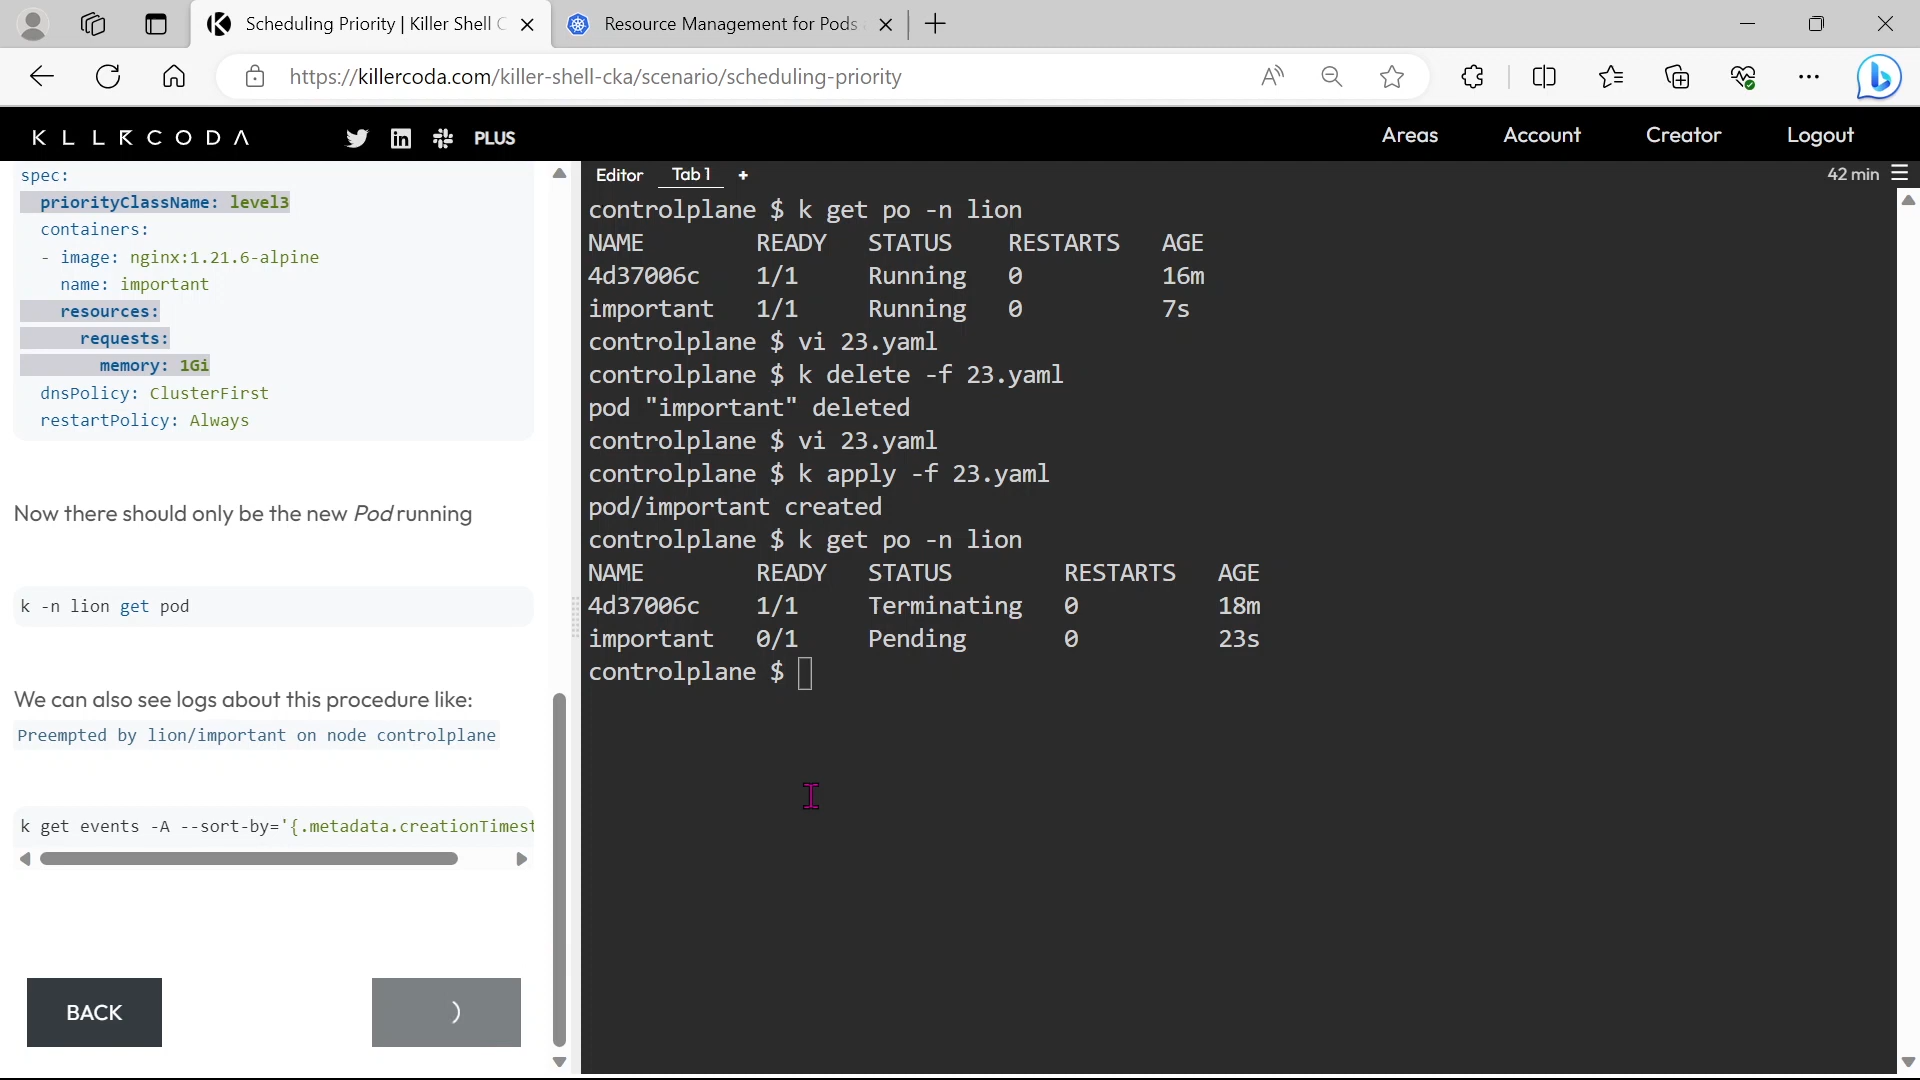 Scheduling Priority | Killer Shell C
Resource Management for Pods
https://killercoda.com/killer-shell-cka/scenario/scheduling-priority
KLLRCODA
PLUS
Areas
Account
Creator
Logout
spec:
priorityClassName: level3
containers:
- image: nginx:1.21.6-alpine
name: important
resources:
requests:
memory: 1Gi
dnsPolicy: ClusterFirst
restartPolicy: Always
Now there should only be the new Pod running
k -n lion get pod
We can also see logs about this procedure like:
Preempted by lion/important on node controlplane
k get events -A --sort-by='{.metadata.creationTimest
BACK
Editor
Tab 1
+
42 min
controlplane $ k get po -n lion
NAME READY STATUS RESTARTS AGE
4d37006c 1/1 Running 0 16m
important 1/1 Running 0 7s
controlplane $ vi 23.yaml
controlplane $ k delete -f 23.yaml
pod "important" deleted
controlplane $ vi 23.yaml
controlplane $ k apply -f 23.yaml
pod/important created
controlplane $ k get po -n lion
NAME READY STATUS RESTARTS AGE
4d37006c 1/1 Terminating 0 18m
important 0/1 Pending 0 23s
controlplane $